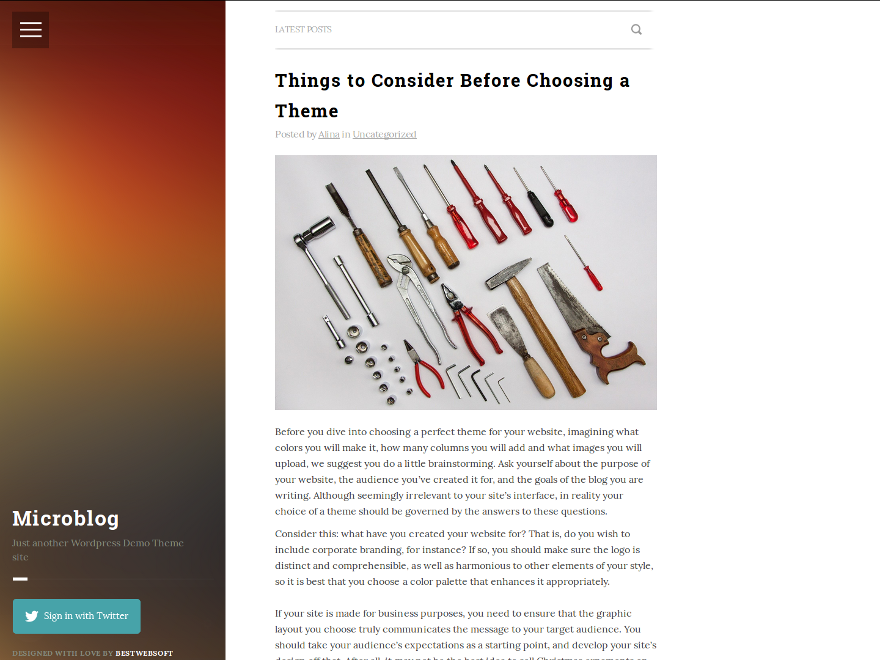 LATEST POSTS
Things to Consider Before Choosing a
Theme
Posted by Alina in Uncategorized
Before you dive into choosing a perfect theme for your website, imagining what
colors you will make it, how many columns you will add and what images you will
upload, we suggest you do a little brainstorming. Ask yourself about the purpose of
your website, the audience you've created it for, and the goals of the blog you are
writing. Although seemingly irrelevant to your site's interface, in reality your
choice of a theme should be governed by the answers to these questions.
Consider this: what have you created your website for? That is, do you wish to
include corporate branding, for instance? If so, you should make sure the logo is
distinct and comprehensible, as well as harmonious to other elements of your style,
so it is best that you choose a color palette that enhances it appropriately.
If your site is made for business purposes, you need to ensure that the graphic
layout you choose truly communicates the message to your target audience. You
should take your audience's expectations as a starting point, and develop your site's
Microblog
Just another Wordpress Demo Theme
site
Sign in with Twitter
DESIGNED WITH LOVE BY BESTWEBSOFT